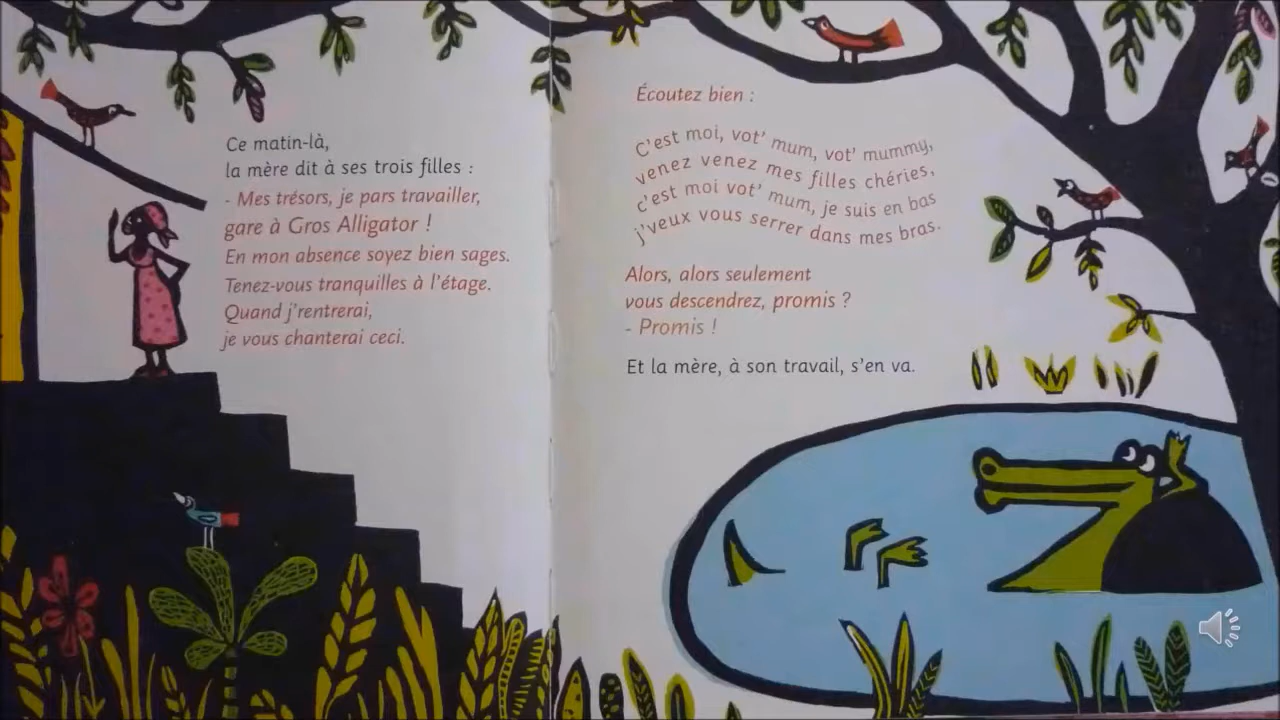 Ce matin-là,
la mère dit à ses trois filles :
- Mes trésors, je pars travailler,
gare à Gros Alligator !
En mon absence soyez bien sages.
Tenez-vous tranquilles à l'étage.
Quand j'rentrerai,
je vous chanterai ceci.
Écoutez bien :
C'est moi, vot' mum, vot' mummy,
venez venez mes filles chéries,
c'est moi vot' mum, je suis en bas
j'veux vous serrer dans mes bras.
Alors, alors seulement
vous descendrez, promis ?
- Promis !
Et la mère, à son travail, s'en va.